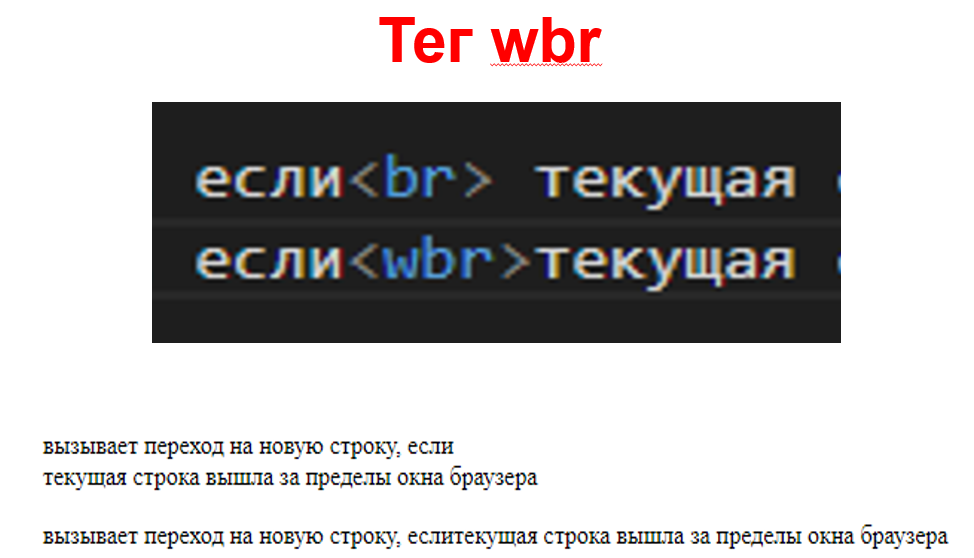 Тег wbr
если<br> текущая
если<wbr>текущая
вызывает переход на новую строку, если
текущая строка вышла за пределы окна браузера
вызывает переход на новую строку, еслитекущая строка вышла за пределы окна браузера